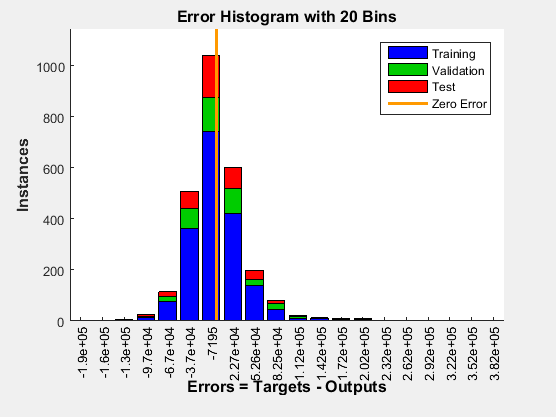 Error Histogram with 20 Bins
Training
Validation
Test
Zero Error
Instances
1000
800
600
400
200
0
-1.9e+05
-1.6e+05
-1.3e+05
-9.7e+04
-6.7e+04
-3.7e+04
-7195
2.27e+04
5.26e+04
8.25e+04
1.12e+05
1.42e+05
1.72e+05
2.02e+05
2.32e+05
2.62e+05
2.92e+05
3.22e+05
3.52e+05
3.82e+05
Errors = Targets - Outputs